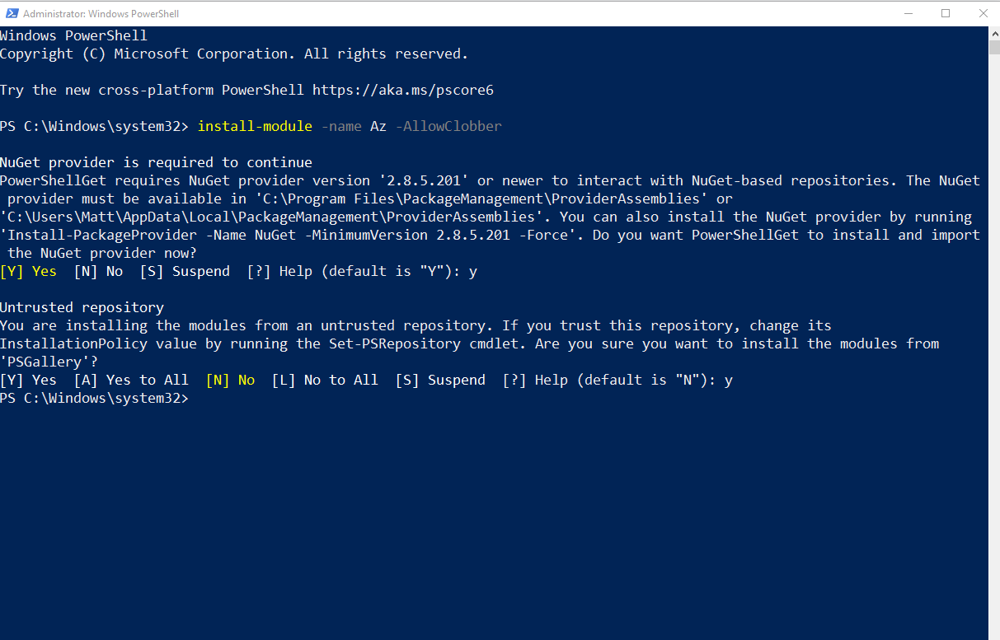 Administrator: Windows PowerShell
Windows PowerShell
Copyright (C) Microsoft Corporation. All rights reserved.
Try the new cross-platform PowerShell https://aka.ms/pscore6
PS C:\Windows\system32> install-module -name Az -AllowClobber
NuGet provider is required to continue
PowerShellGet requires NuGet provider version '2.8.5.201' or newer to interact with NuGet-based repositories. The NuGet
 provider must be available in 'C:\Program Files\PackageManagement\ProviderAssemblies' or
'C:\Users\Matt\AppData\Local\PackageManagement\ProviderAssemblies'. You can also install the NuGet provider by running
'Install-PackageProvider -Name NuGet -MinimumVersion 2.8.5.201 -Force'. Do you want PowerShellGet to install and import
 the NuGet provider now?
[Y] Yes  [N] No  [S] Suspend  [?] Help (default is "Y"): y
Untrusted repository
You are installing the modules from an untrusted repository. If you trust this repository, change its
InstallationPolicy value by running the Set-PSRepository cmdlet. Are you sure you want to install the modules from
'PSGallery'?
[Y] Yes  [A] Yes to All  [N] No  [L] No to All  [S] Suspend  [?] Help (default is "N"): y
PS C:\Windows\system32>